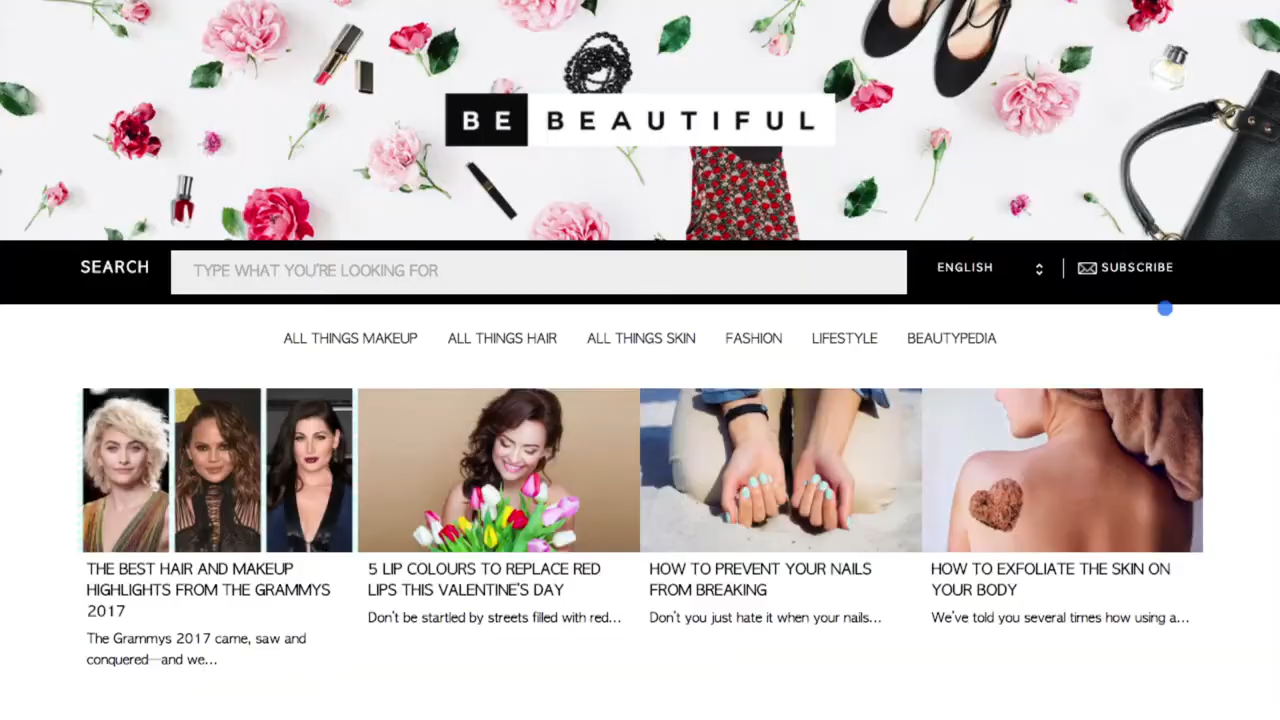 BE BEAUTIFUL
SEARCH TYPE WHAT YOU'RE LOOKING FOR ENGLISH SUBSCRIBE
ALL THINGS MAKEUP ALL THINGS HAIR ALL THINGS SKIN FASHION LIFESTYLE BEAUTYPEDIA
THE BEST HAIR AND MAKEUP
HIGHLIGHTS FROM THE GRAMMYS
2017
The Grammys 2017 came, saw and
conquered—and we...
5 LIP COLOURS TO REPLACE RED
LIPS THIS VALENTINE'S DAY
Don't be startled by streets filled with red...
HOW TO PREVENT YOUR NAILS
FROM BREAKING
Don't you just hate it when your nails...
HOW TO EXFOLIATE THE SKIN ON
YOUR BODY
We've told you several times how using a...